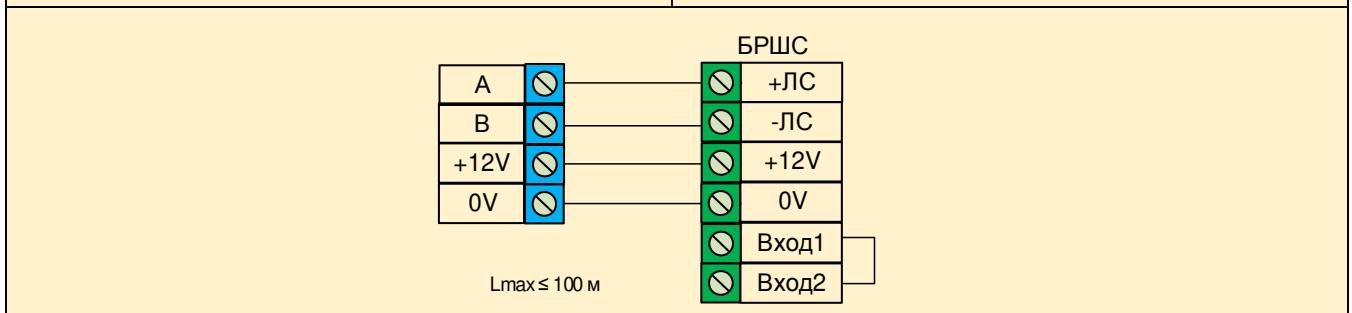 БРШС
A +ЛС
B -ЛС
+12V +12V
0V 0V
Вход1
Lmax ≤ 100 м Вход2